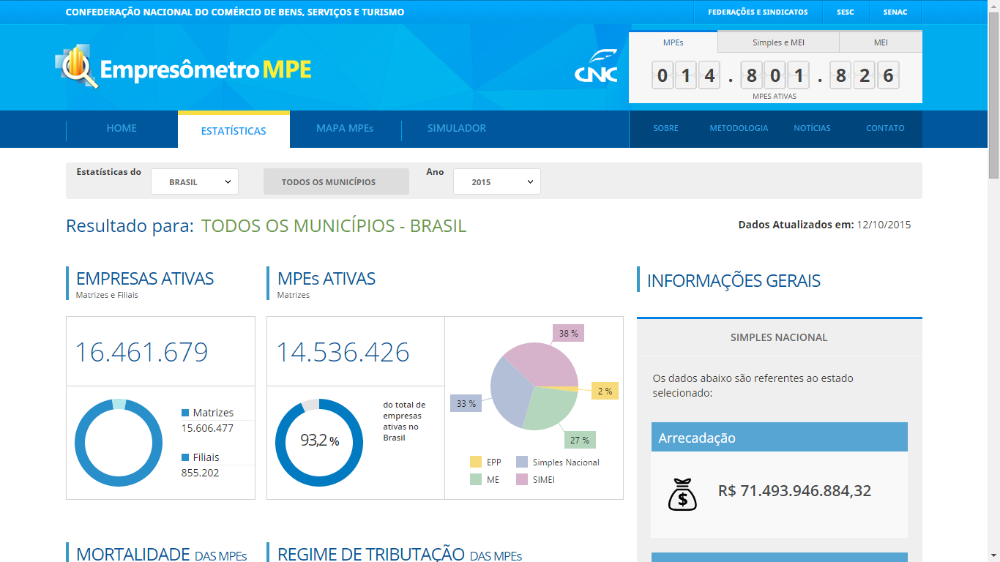 CONFEDERAÇÃO NACIONAL DO COMÉRCIO DE BENS, SERVIÇOS E TURISMO
FEDERAÇÕES E SINDICATOS
SESC
SENAC
Empresômetro MPE
CNC
MPEs
Simples e MEI
MEI
014.801.826
MPES ATIVAS
HOME
ESTATÍSTICAS
MAPA MPEs
SIMULADOR
SOBRE
METODOLOGIA
NOTÍCIAS
CONTATO
Estatísticas do
BRASIL
TODOS OS MUNICÍPIOS
Ano
2015
Resultado para: TODOS OS MUNICÍPIOS - BRASIL
Dados Atualizados em: 12/10/2015
EMPRESAS ATIVAS
Matrizes e Filiais
16.461.679
Matrizes
15.606.477
Filiais
855.202
MPEs ATIVAS
Matrizes
14.536.426
93,2 %
do total de
empresas
ativas no
Brasil
38 %
2 %
33 %
27 %
EPP
Simples Nacional
ME
SIMEI
INFORMAÇÕES GERAIS
SIMPLES NACIONAL
Os dados abaixo são referentes ao estado
selecionado:
Arrecadação
$
R$ 71.493.946.884,32
MORTALIDADE DAS MPEs
REGIME DE TRIBUTAÇÃO DAS MPEs